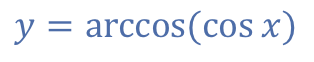 y = arccos(cos x)